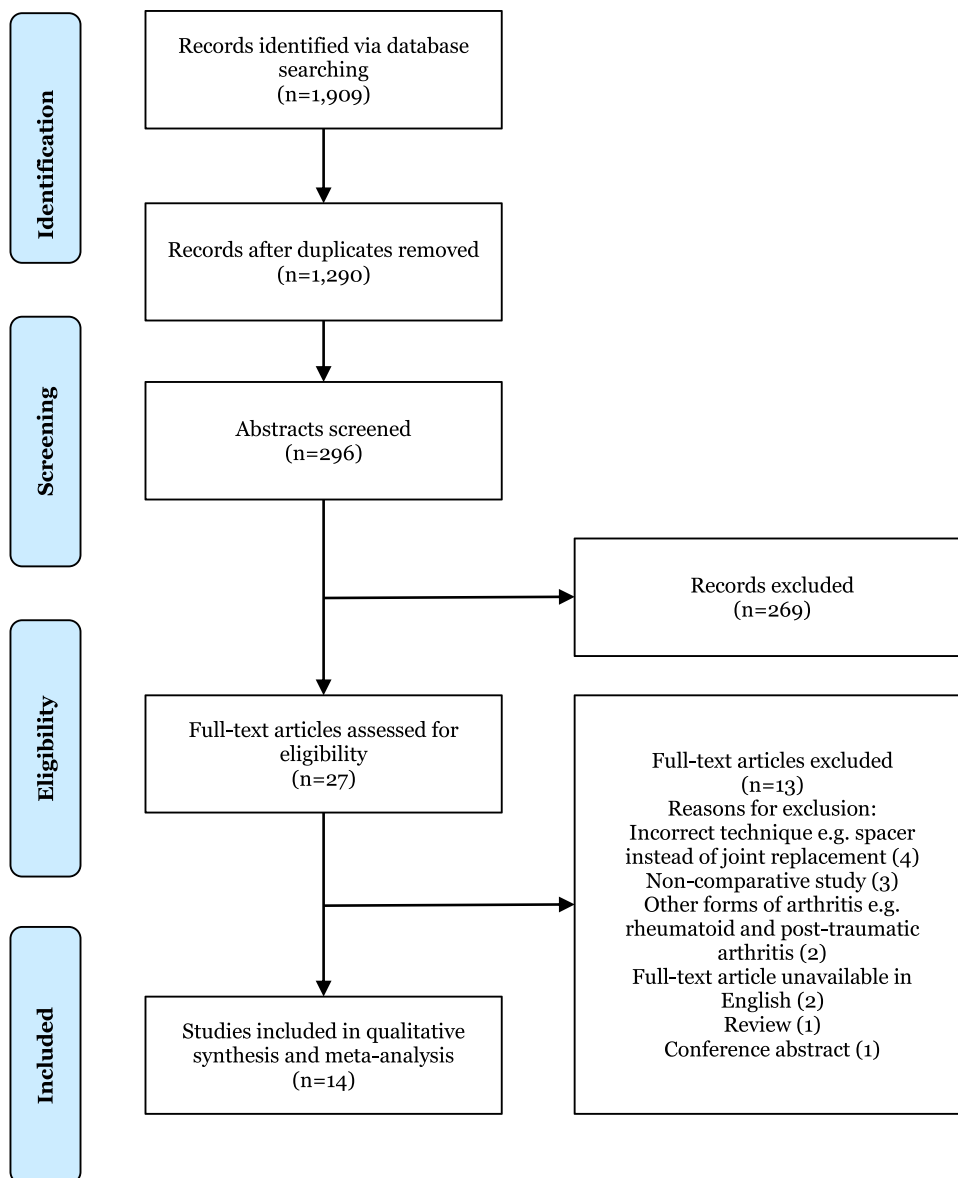 Identification
Records identified via database
searching
(n=1,909)
Records after duplicates removed
(n=1,290)
Screening
Abstracts screened
(n=296)
Records excluded
(n=269)
Eligibility
Full-text articles assessed for
eligibility
(n=27)
Full-text articles excluded
(n=13)
Reasons for exclusion:
Incorrect technique e.g. spacer
instead of joint replacement (4)
Non-comparative study (3)
Other forms of arthritis e.g.
rheumatoid and post-traumatic
arthritis (2)
Full-text article unavailable in
English (2)
Review (1)
Conference abstract (1)
Included
Studies included in qualitative
synthesis and meta-analysis
(n=14)